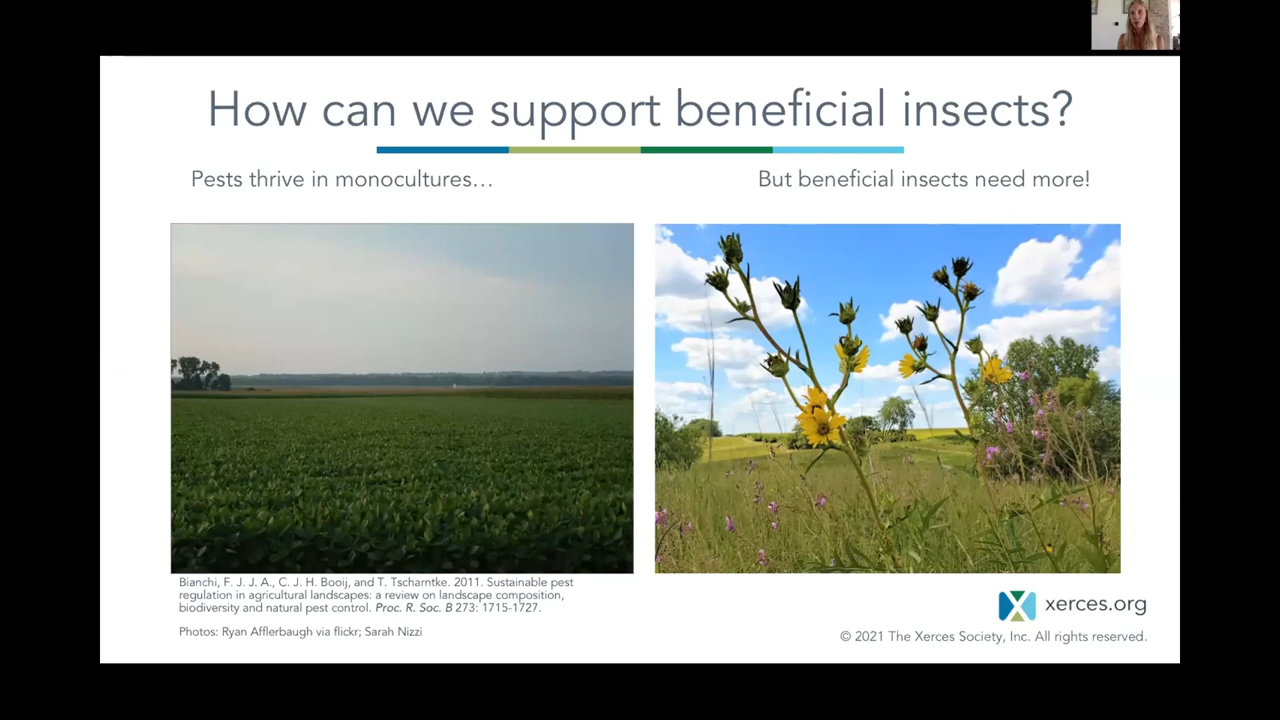 How can we support beneficial insects?
Pests thrive in monocultures…
But beneficial insects need more!
Bianchi, F. J. J. A., C. J. H. Booij, and T. Tscharntke. 2011. Sustainable pest
regulation in agricultural landscapes: a review on landscape composition,
biodiversity and natural pest control. Proc. R. Soc. B 273: 1715-1727.
Photos: Ryan Afflerbaugh via flickr; Sarah Nizzi
xerces.org
© 2021 The Xerces Society, Inc. All rights reserved.